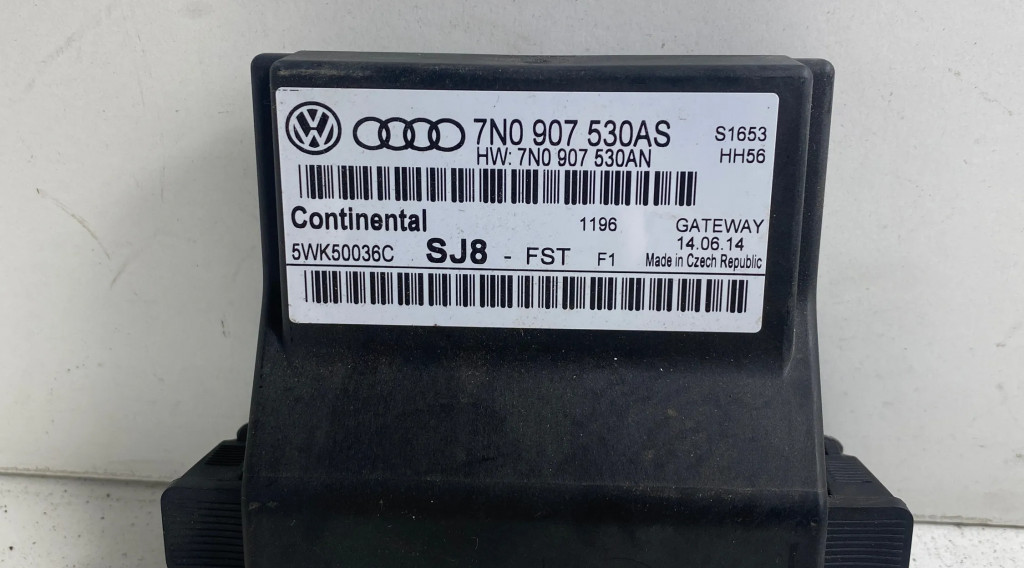 7N0 907 530AS S1653
HW: 7N0 907 530AN HH56
Continental 1196 GATEWAY
14.06.14
5WK50036C SJ8 - FST F1 Made in Czech Republic